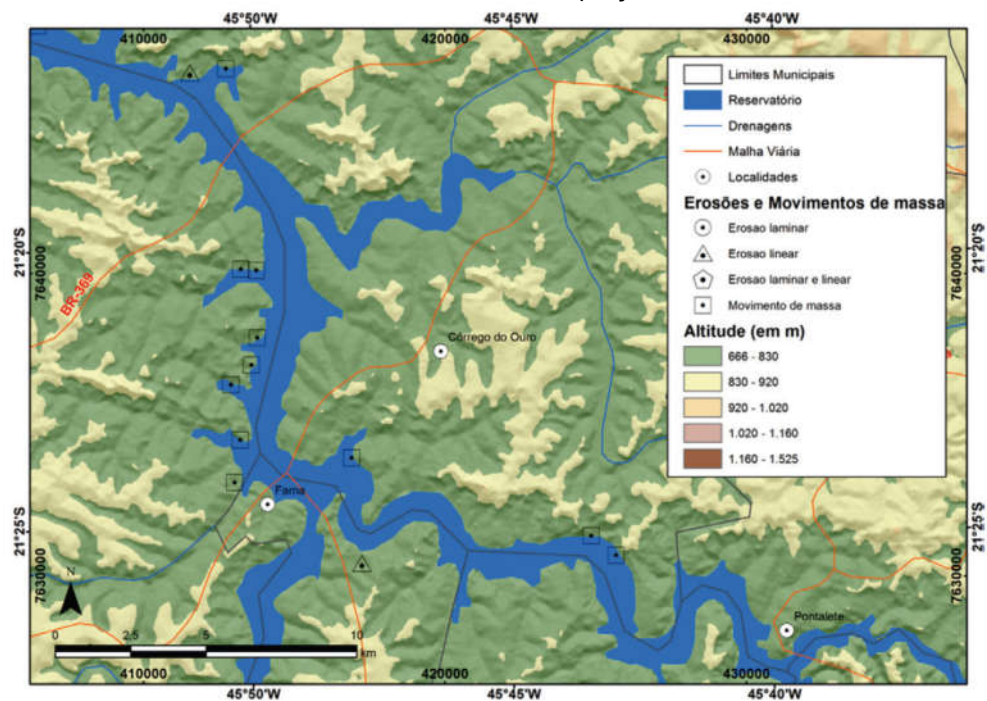 45°50'W 45°45'W 45°40'W
410000 420000 430000
Limites Municipais
Reservatório
Drenagens
Malha Viária
Localidades
Erosões e Movimentos de massa
Erosao laminar
Erosao linear
Erosao laminar e linear
Movimento de massa
Altitude (em m)
666 - 830
830 - 920
920 - 1.020
1.020 - 1.160
1.160 - 1.525
21°20'S
7640000
BR-369
7640000
21°20'S
Córrego do Ouro
Fama
21°25'S
7630000
7630000
21°25'S
Pontalete
N
0 2,5 5 10
km
410000 420000 430000
45°50'W 45°45'W 45°40'W